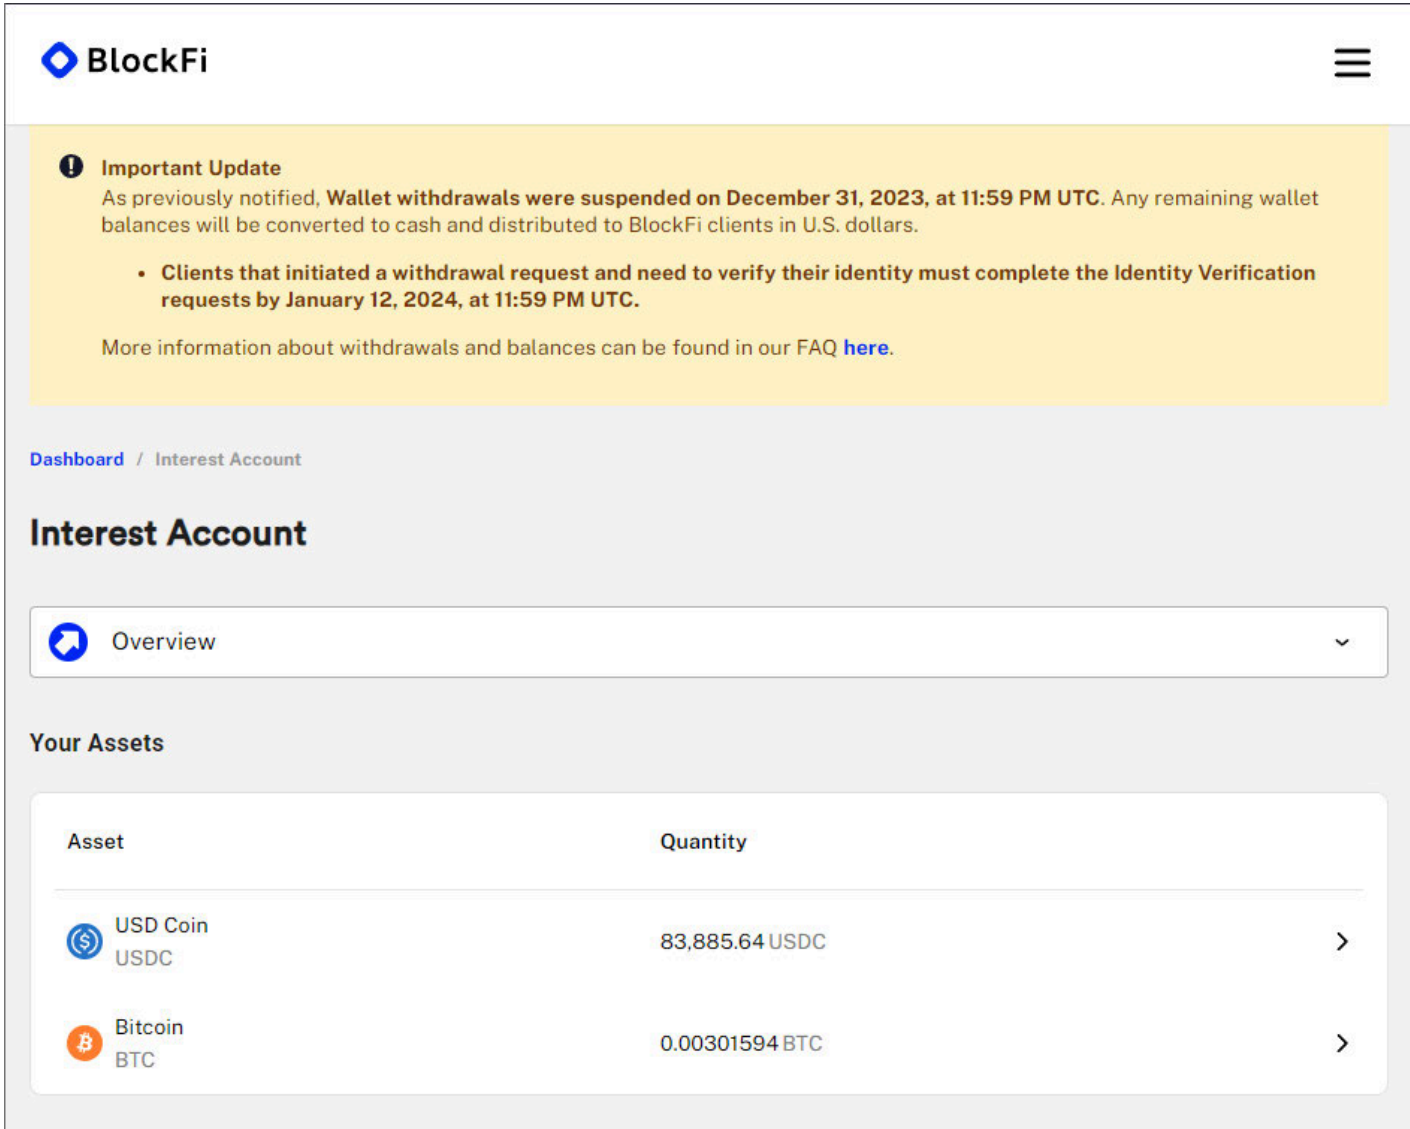 BlockFi
Important Update
As previously notified, Wallet withdrawals were suspended on December 31, 2023, at 11:59 PM UTC. Any remaining wallet
balances will be converted to cash and distributed to BlockFi clients in U.S. dollars.
• Clients that initiated a withdrawal request and need to verify their identity must complete the Identity Verification
requests by January 12, 2024, at 11:59 PM UTC.
More information about withdrawals and balances can be found in our FAQ here.
Dashboard / Interest Account
Interest Account
Overview
Your Assets
Asset Quantity
USD Coin
USDC
83,885.64 USDC
Bitcoin
BTC
0.00301594 BTC